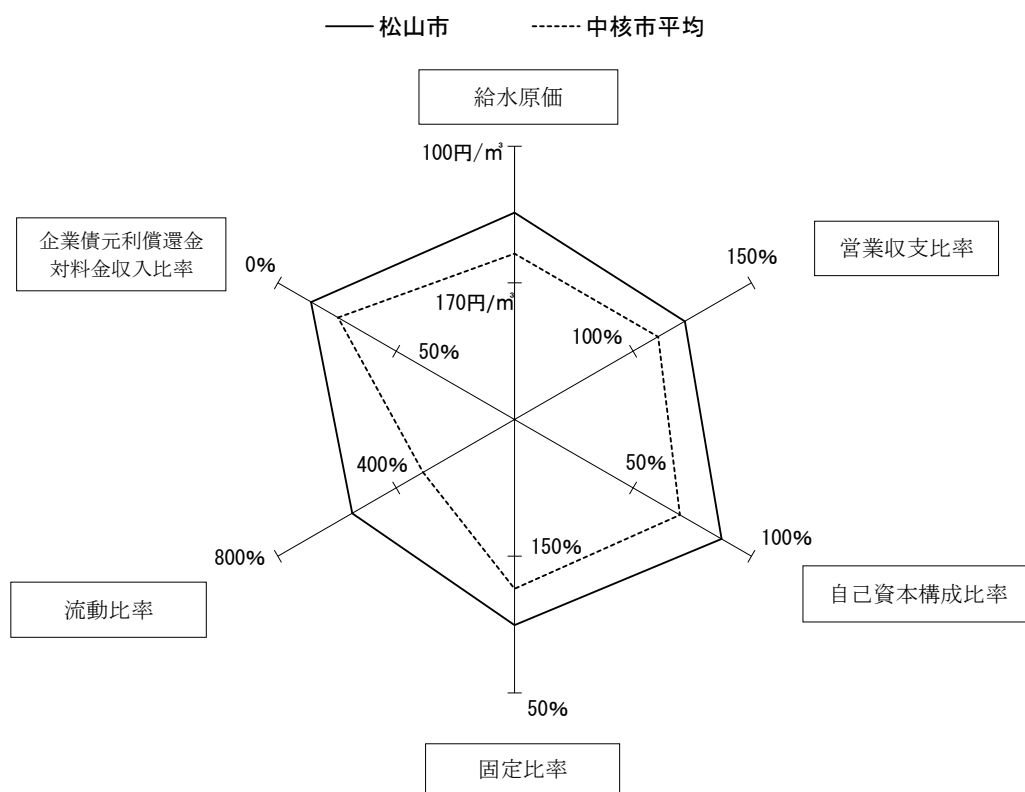 松山市
中核市平均
給水原価
100円/㎥
企業債元利償還金
対料金収入比率
0%
営業収支比率
150%
170円/㎥
100%
50%
400%
50%
800%
150%
100%
流動比率
自己資本構成比率
50%
固定比率